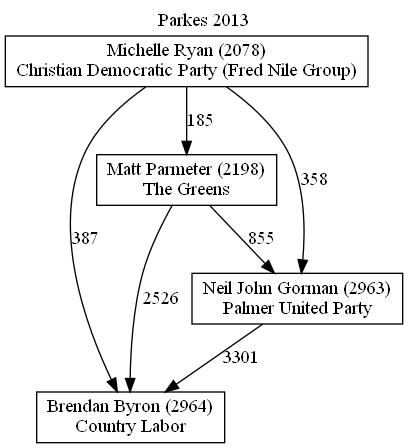 Parkes 2013
Michelle Ryan (2078)
Christian Democratic Party (Fred Nile Group)
185
358
387
Matt Parmeter (2198)
The Greens
855
2526
Neil John Gorman (2963)
Palmer United Party
3301
Brendan Byron (2964)
Country Labor